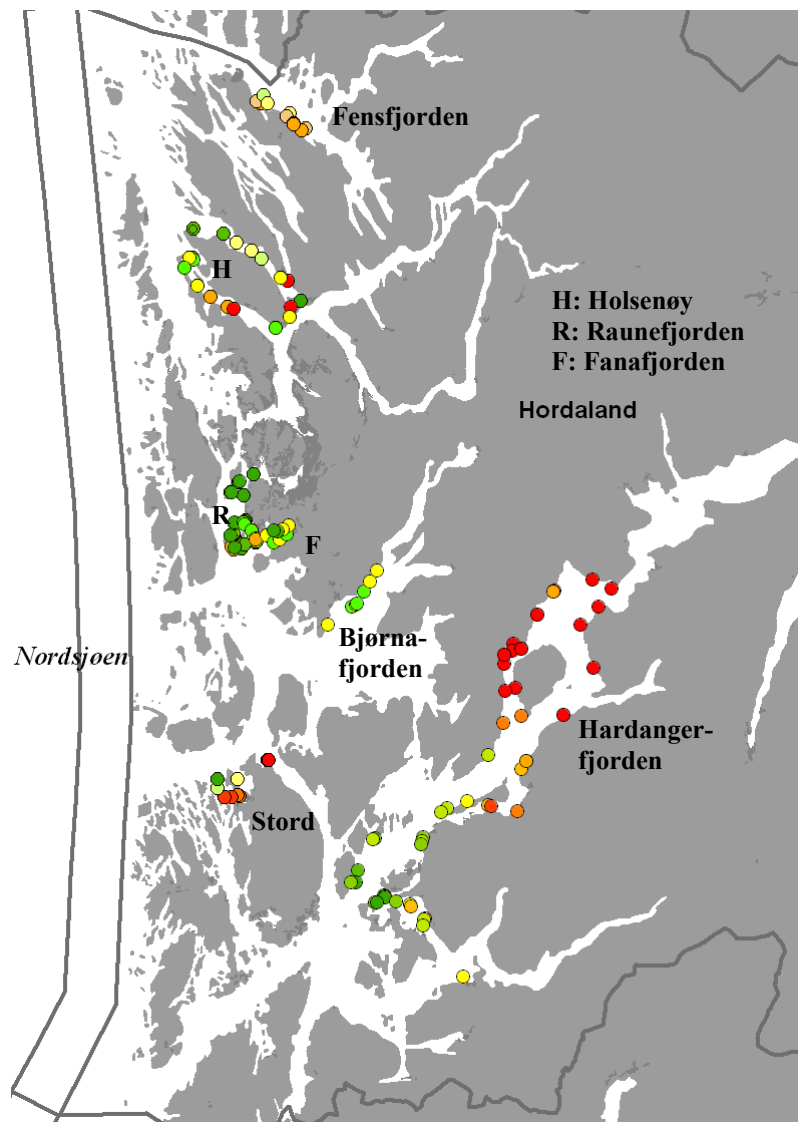 Fensfjorden
H
H: Holsenøy
R: Raunefjorden
F: Fanafjorden
Hordaland
R
F
Bjørna-
fjorden
Nordsjøen
Hardanger-
fjorden
Stord